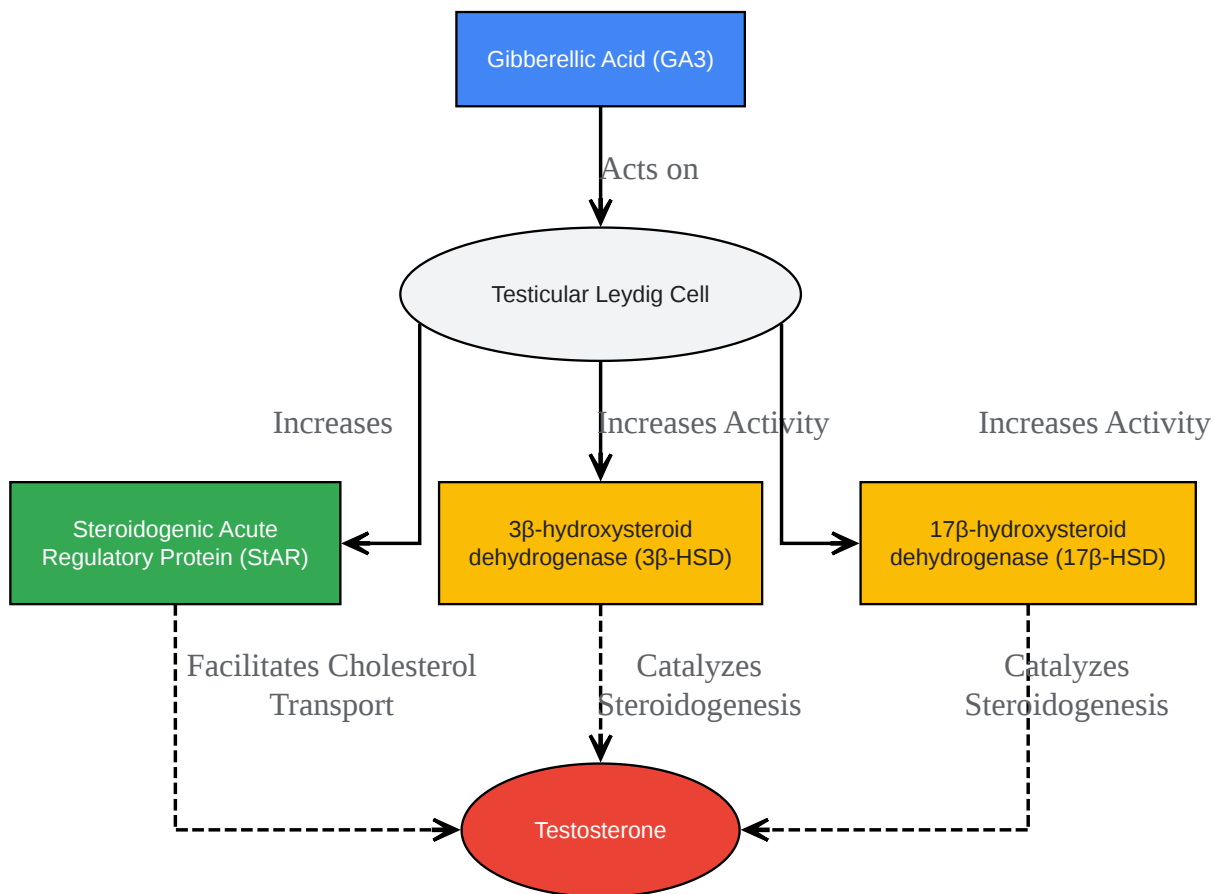 Gibberellic Acid (GA3)
Acts on
Testicular Leydig Cell
Increases
Increases Activity
Increases Activity
Steroidogenic Acute
Regulatory Protein (StAR)
3β-hydroxysteroid
dehydrogenase (3β-HSD)
17β-hydroxysteroid
dehydrogenase (17β-HSD)
Facilitates Cholesterol
Transport
Catalyzes
Steroidogenesis
Catalyzes
Steroidogenesis
Testosterone